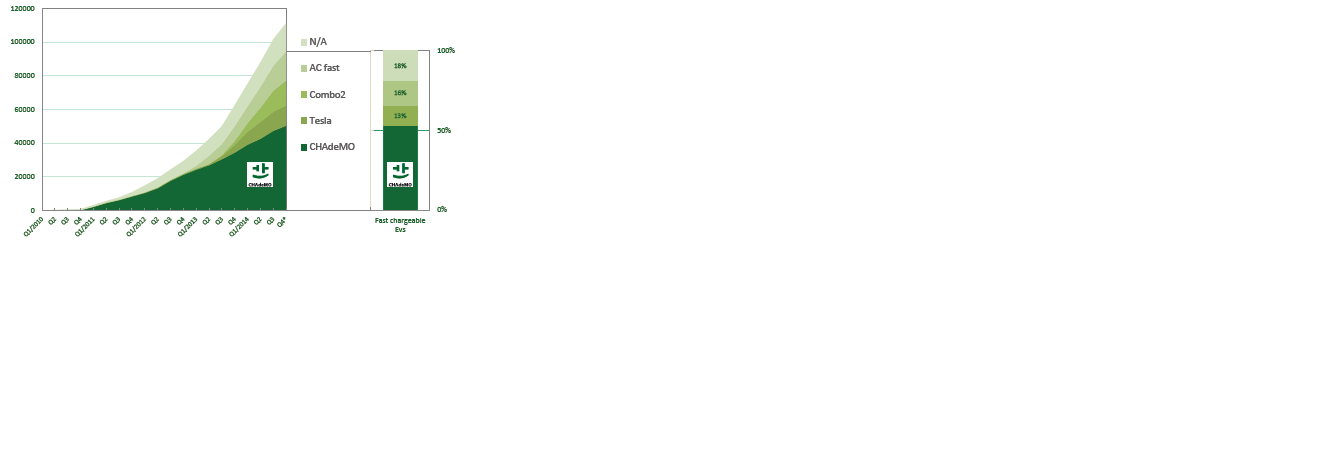 120000
100000
80000
60000
40000
20000
0
Q1/2010
Q2
Q3
Q4
Q1/2011
Q2
Q3
Q4
Q1/2012
Q2
Q3
Q4
Q1/2013
Q2
Q3
Q4
Q1/2014
Q2
Q3
Q4*
CHAdeMO
N/A
AC fast
Combo2
Tesla
CHAdeMO
100%
50%
0%
18%
16%
13%
CHAdeMO
Fast chargeable
Evs